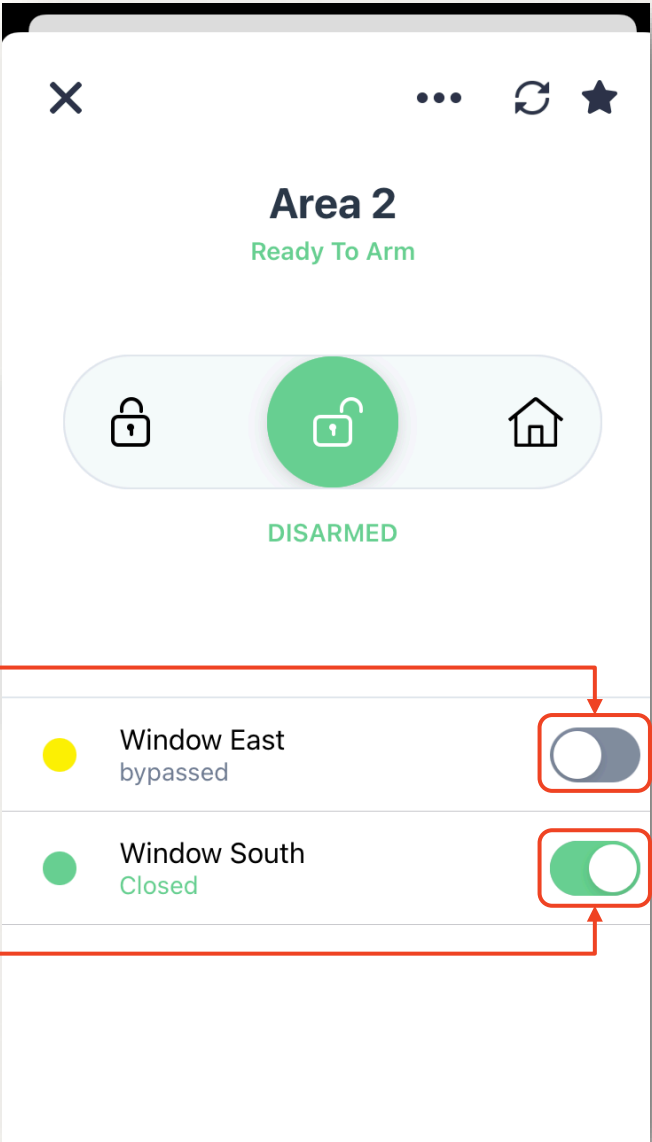 Area 2
Ready To Arm
DISARMED
Window East
bypassed
Window South
Closed